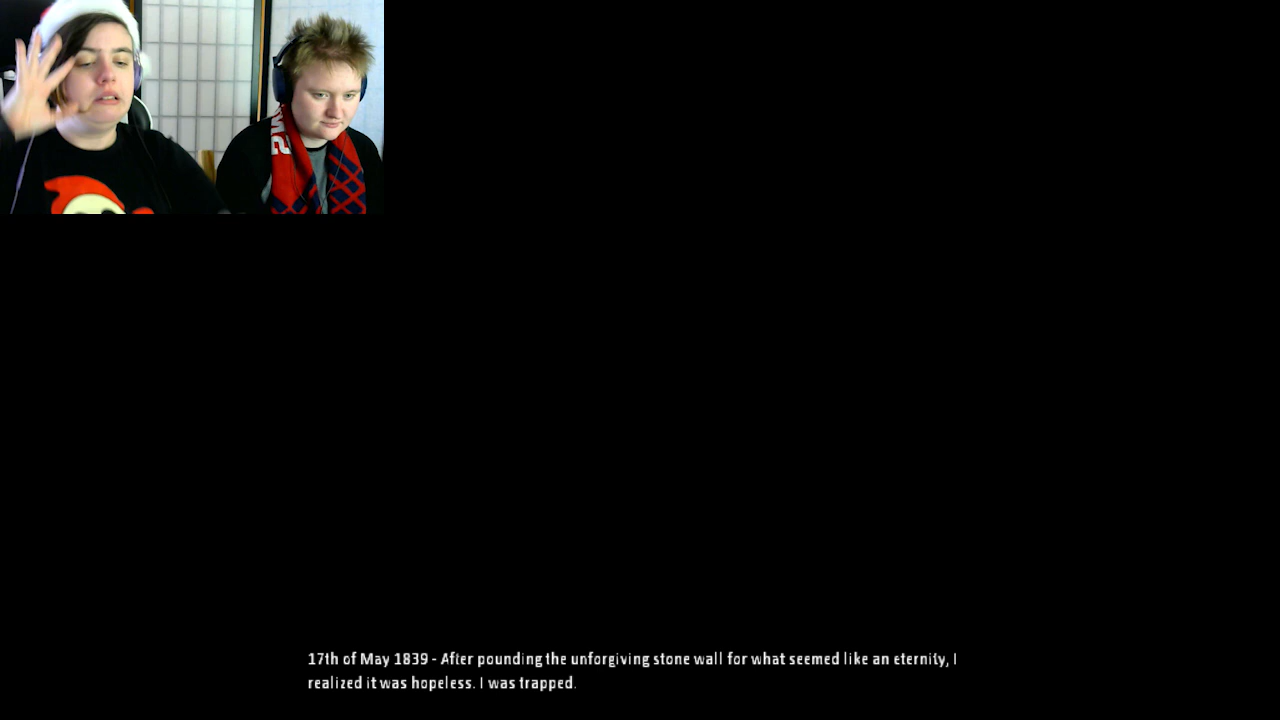 17th of May 1839 - After pounding the unforgiving stone wall for what seemed like an eternity, I
realized it was hopeless. I was trapped.